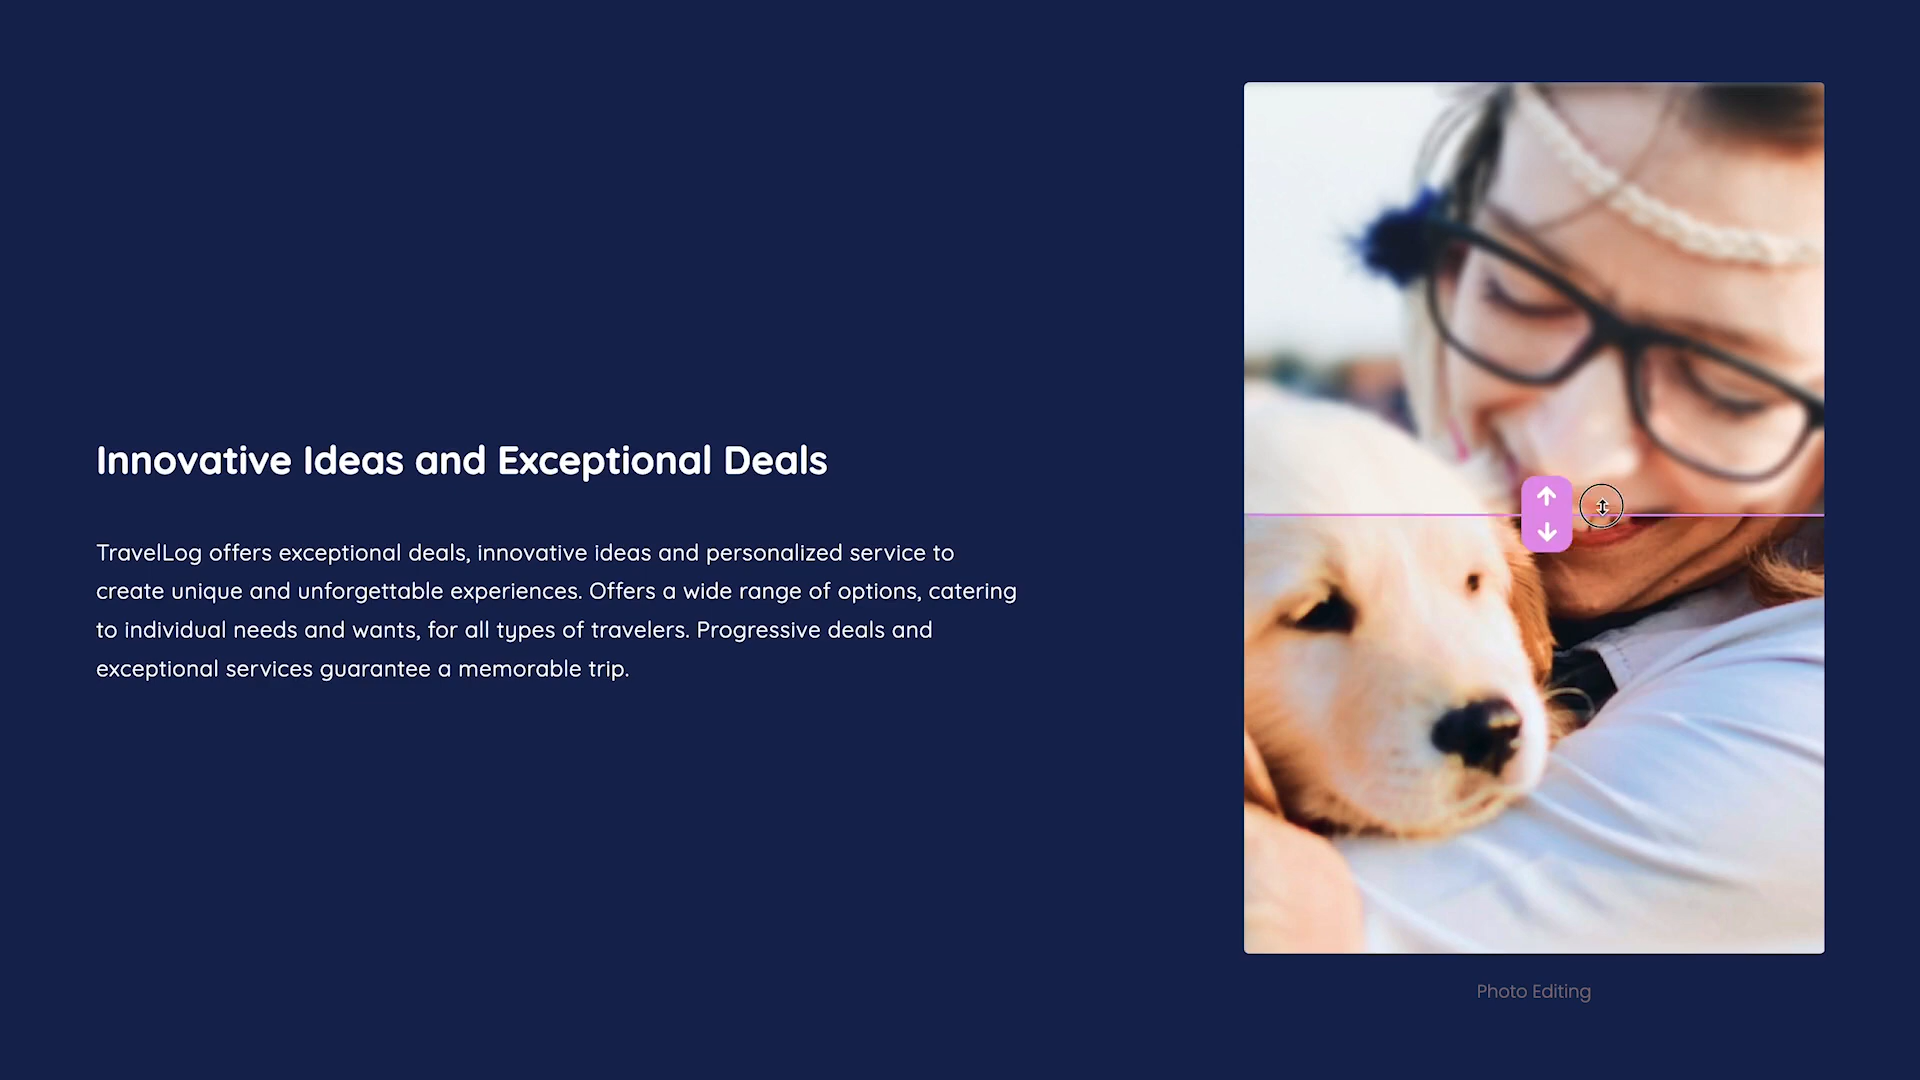 Innovative Ideas and Exceptional Deals
TravelLog offers exceptional deals, innovative ideas and personalized service to
create unique and unforgettable experiences. Offers a wide range of options, catering
to individual needs and wants, for all types of travelers. Progressive deals and
exceptional services guarantee a memorable trip.
Photo Editing